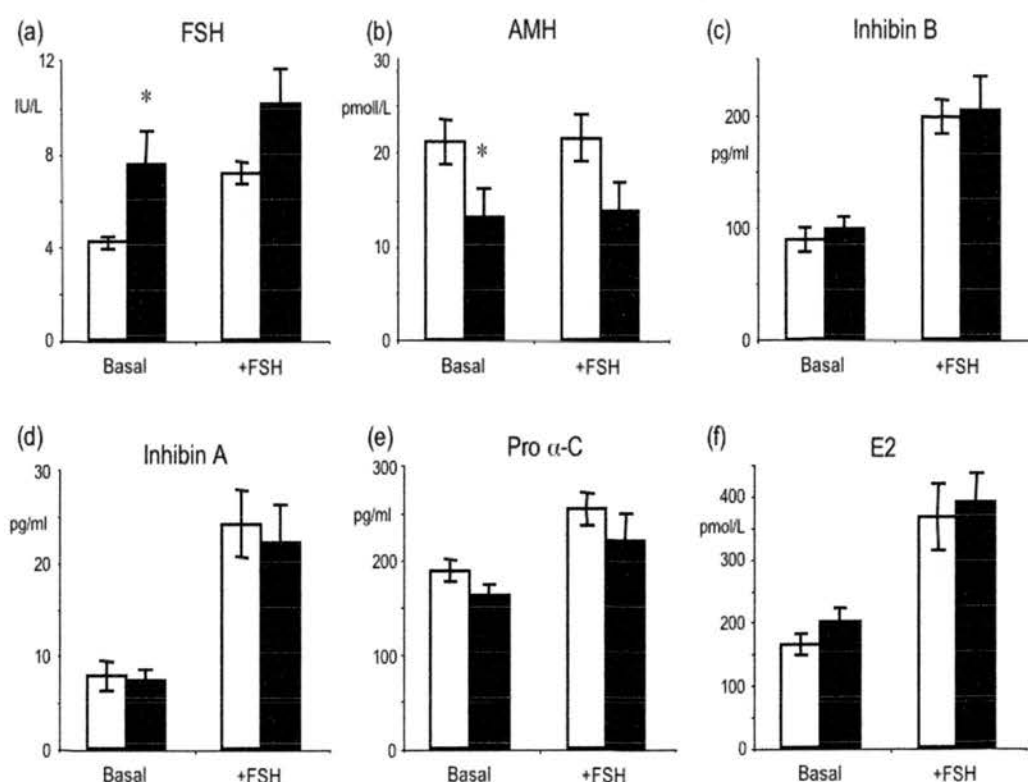 (a) FSH
12
IU/L
8
4
0
*
Basal +FSH
(b) AMH
30
pmoll/L
20
10
0
*
Basal +FSH
(c) Inhibin B
200
pg/ml
100
0
Basal +FSH
(d) Inhibin A
30
pg/ml
20
10
0
Basal +FSH
(e) Pro α-C
300
pg/ml
200
100
0
Basal +FSH
(f) E2
400
pmol/L
300
200
100
0
Basal +FSH